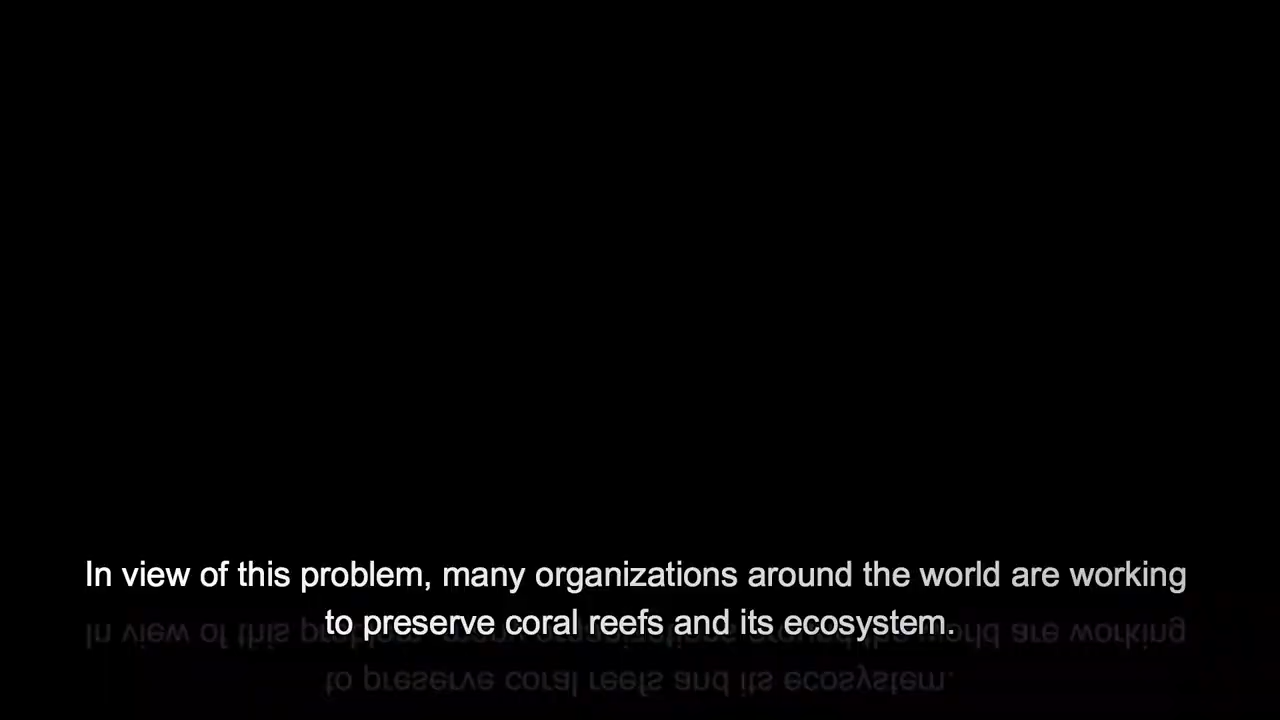 In view of this problem, many organizations around the world are working
to preserve coral reefs and its ecosystem.